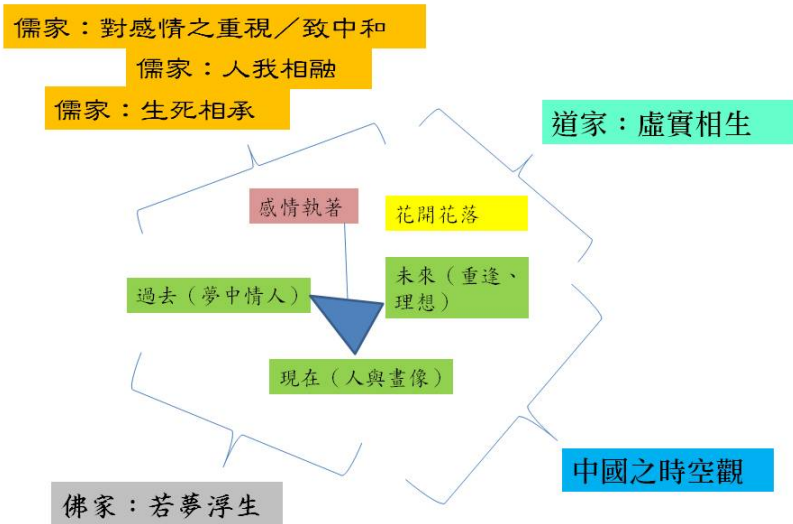 儒家：對感情之重視／致中和
儒家：人我相融
儒家：生死相承
道家：虛實相生
感情執著
花開花落
過去（夢中情人）
未來（重逢、
理想）
現在（人與畫像）
中國之時空觀
佛家：若夢浮生